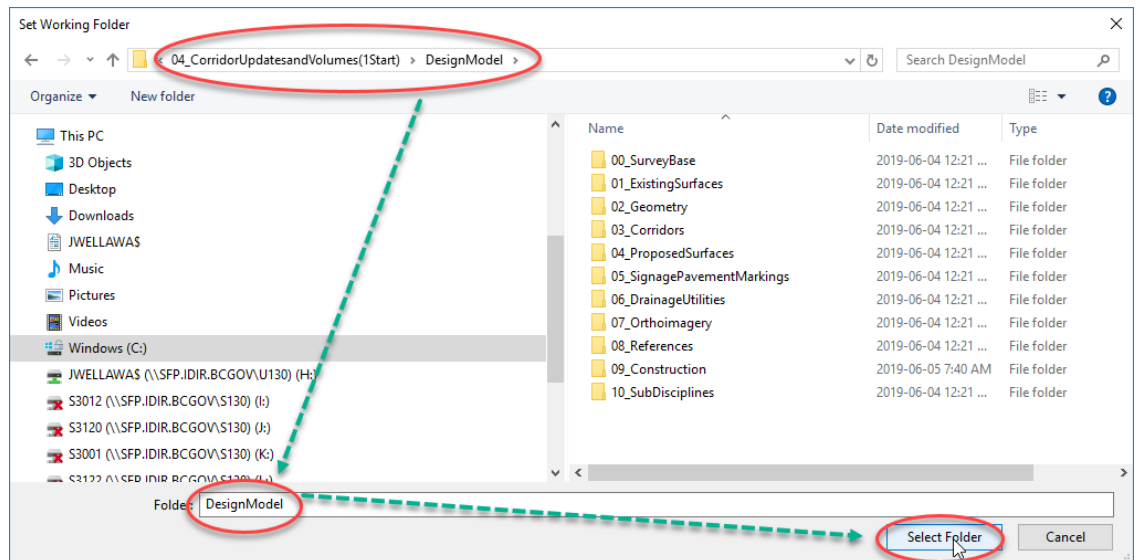 Set Working Folder
« 04_CorridorUpdatesandVolumes(1Start) > DesignModel >
Search DesignModel
Organize
New folder
Name
Date modified
Type
This PC
3D Objects
Desktop
Downloads
JWELLAWA$
Music
Pictures
Videos
Windows (C:)
JWELLAWA$ (\\SFP.IDIR.BCGOV\U130) (H:)
S3012 (\\SFP.IDIR.BCGOV\S130) (I:)
S3120 (\\SFP.IDIR.BCGOV\S130) (J:)
S3001 (\\SFP.IDIR.BCGOV\S130) (K:)
S3122 (\\SFP.IDIR.BCGOV\S130) (L:)
00_SurveyBase 2019-06-04 12:21 ... File folder
01_ExistingSurfaces 2019-06-04 12:21 ... File folder
02_Geometry 2019-06-04 12:21 ... File folder
03_Corridors 2019-06-04 12:21 ... File folder
04_ProposedSurfaces 2019-06-04 12:21 ... File folder
05_SignagePavementMarkings 2019-06-04 12:21 ... File folder
06_DrainageUtilities 2019-06-04 12:21 ... File folder
07_Orthoimagery 2019-06-04 12:21 ... File folder
08_References 2019-06-04 12:21 ... File folder
09_Construction 2019-06-05 7:40 AM File folder
10_SubDisciplines 2019-06-04 12:21 ... File folder
Folder: DesignModel
Select Folder
Cancel